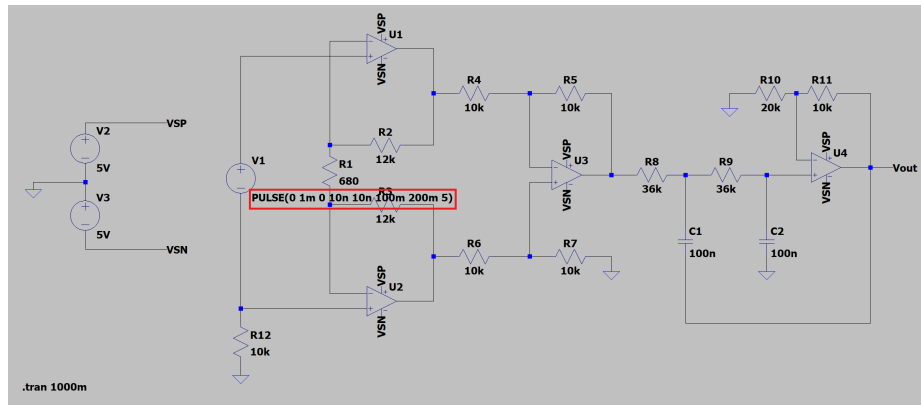 VSP
U1
VSN
R4
10k
R5
10k
R10
20k
R11
10k
V2
5V
VSP
R2
12k
V1
R1
680
R3
12k
PULSE(0 1m 0 10n 10n 100m 200m 5)
VSP
U3
VSN
R8
36k
R9
36k
VSP
U4
VSN
Vout
V3
5V
VSN
C1
100n
C2
100n
R6
10k
R7
10k
VSP
U2
VSN
R12
10k
.tran 1000m